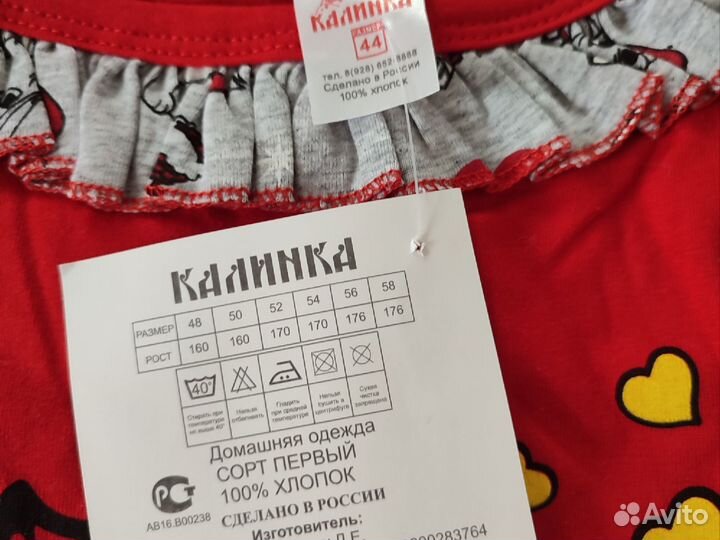 КАЛИНКА
РАЗМЕР
44
тел. 8(928) 852-8888
Сделано в России
100% хлопок
КАЛИНКА
РАЗМЕР 48 50 52 54 56 58
РОСТ 160 160 170 170 176 176
40°
Стирать при температуре не выше 40°
Нельзя отбеливать
Гладить при средней температуре
Нельзя сушить в центрифуге
Сухая чистка запрещена
Домашняя одежда
СОРТ ПЕРВЫЙ
100% ХЛОПОК
РСТ
АВ16.В00238
СДЕЛАНО В РОССИИ
Изготовитель:
00283764
Avito